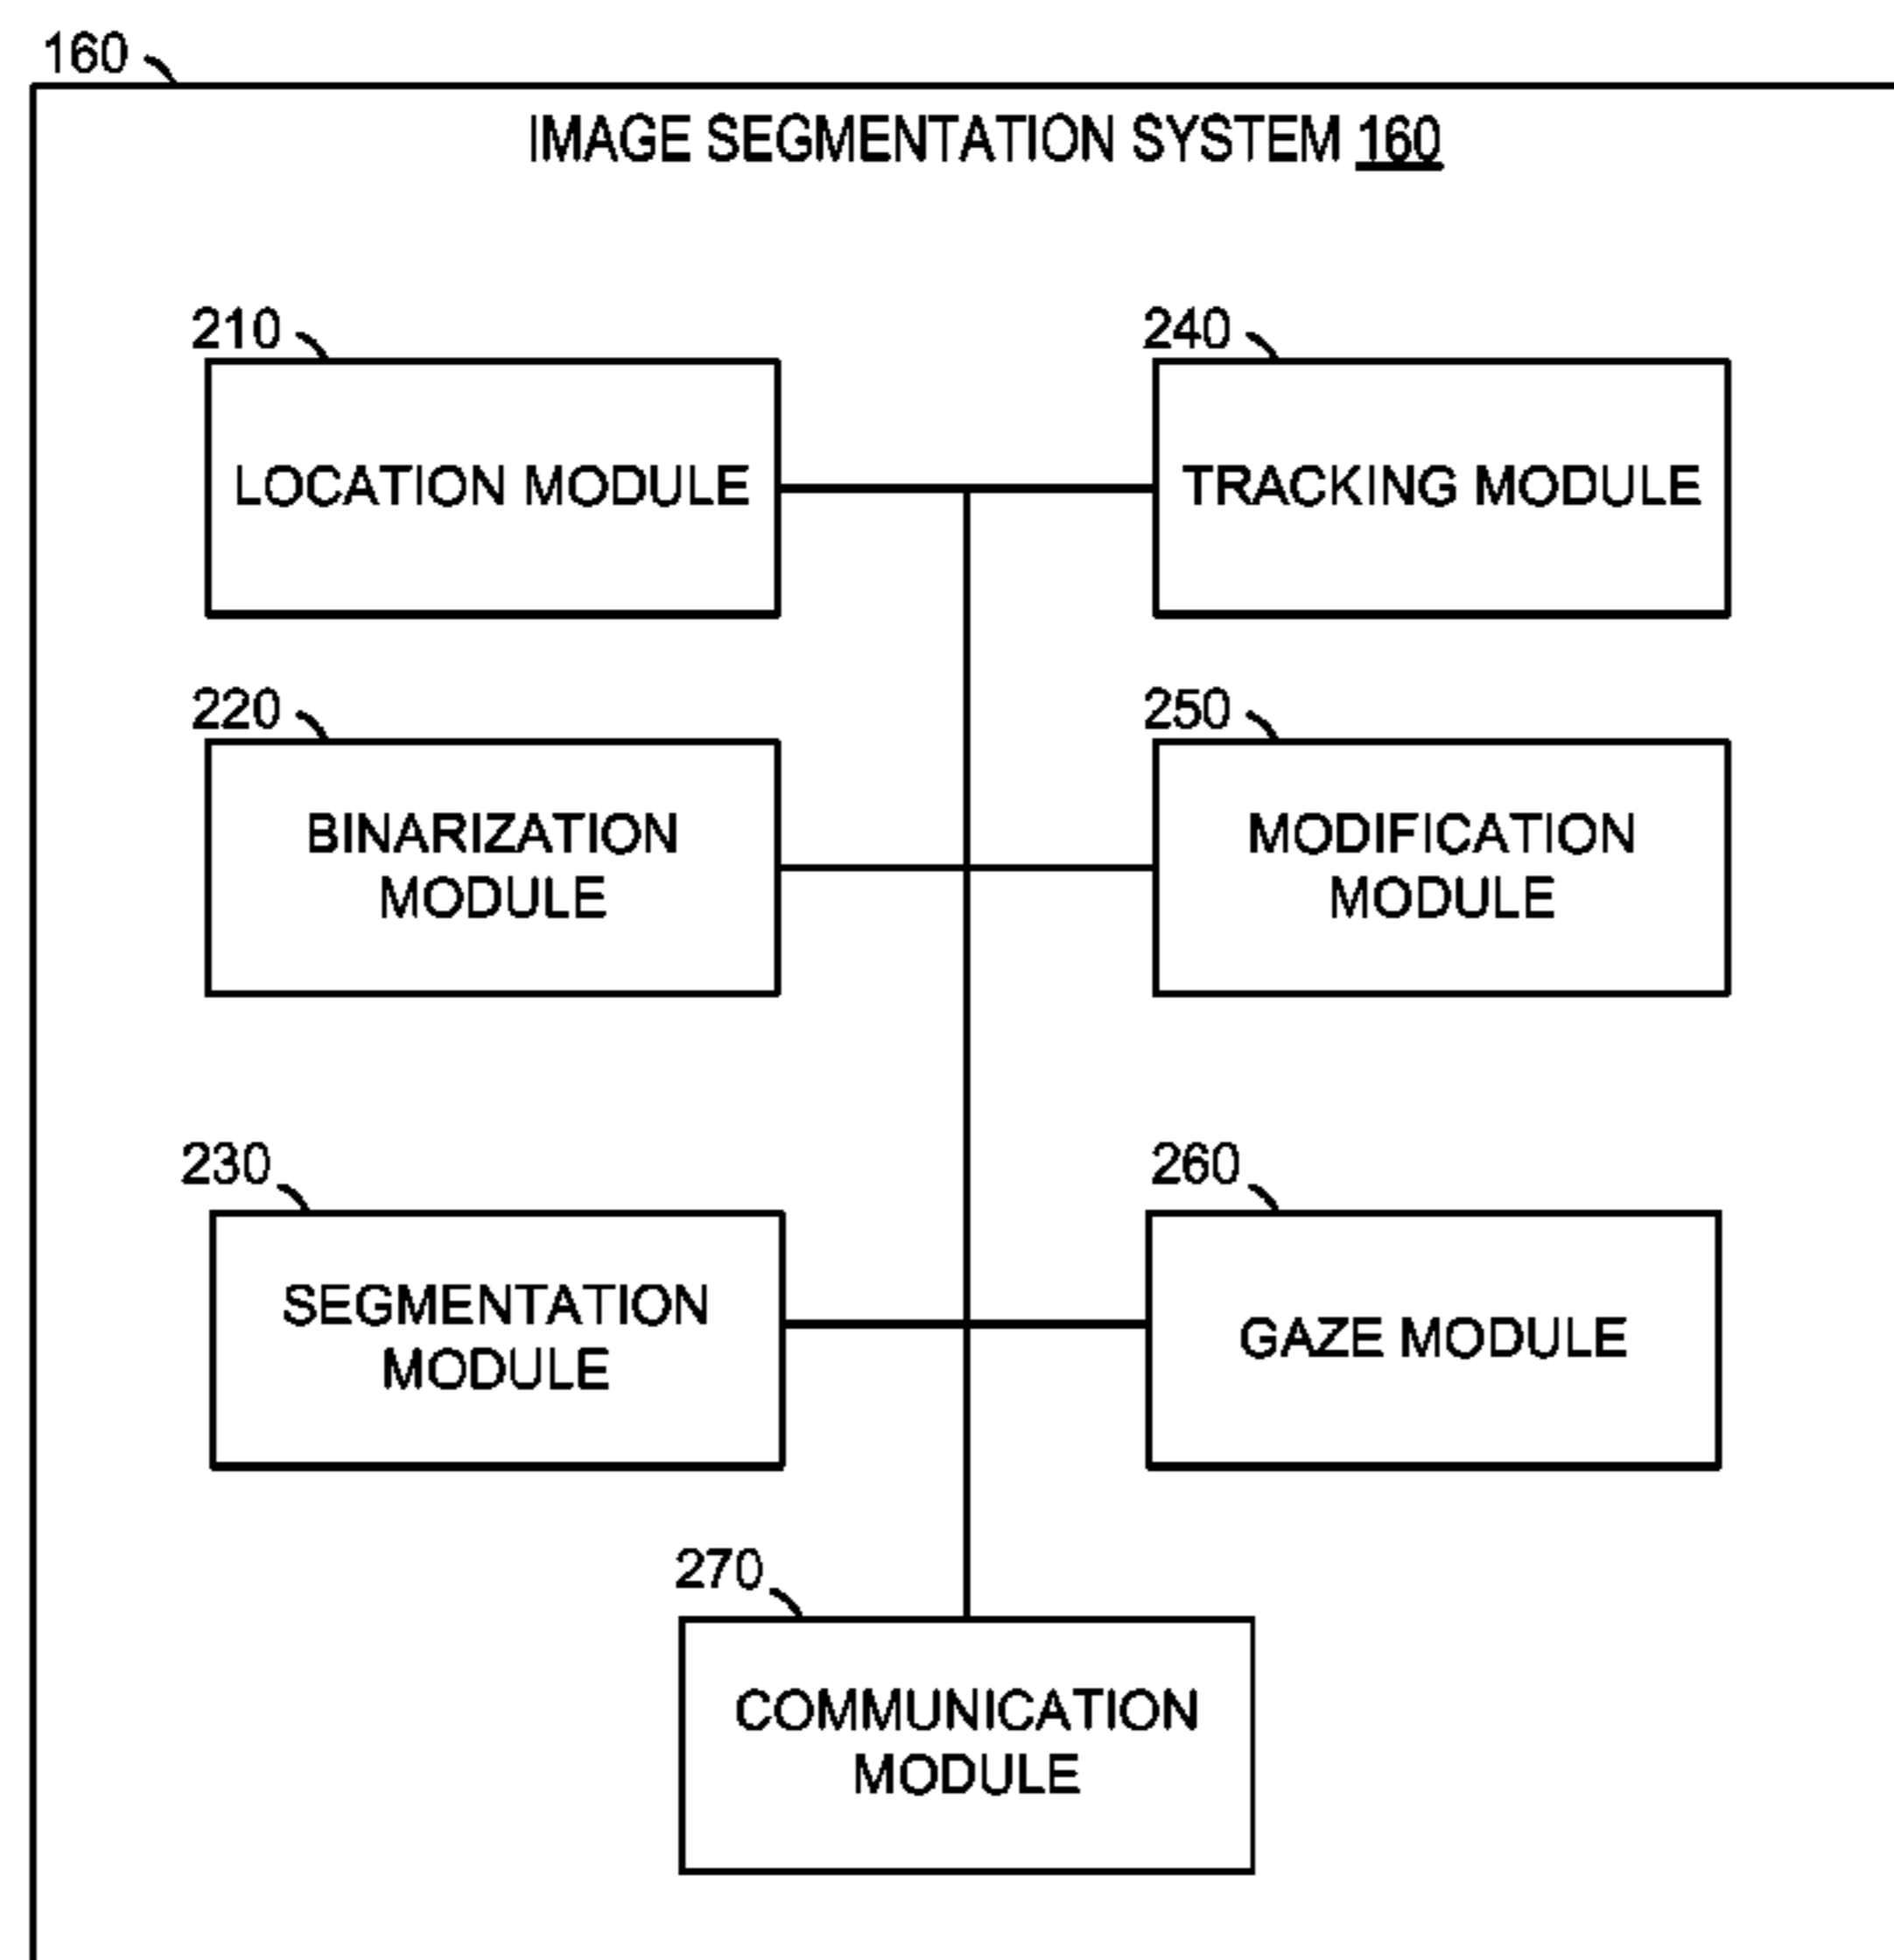 160
IMAGE SEGMENTATION SYSTEM 160
210
LOCATION MODULE
240
TRACKING MODULE
220
BINARIZATION
MODULE
250
MODIFICATION
MODULE
230
SEGMENTATION
MODULE
260
GAZE MODULE
270
COMMUNICATION
MODULE